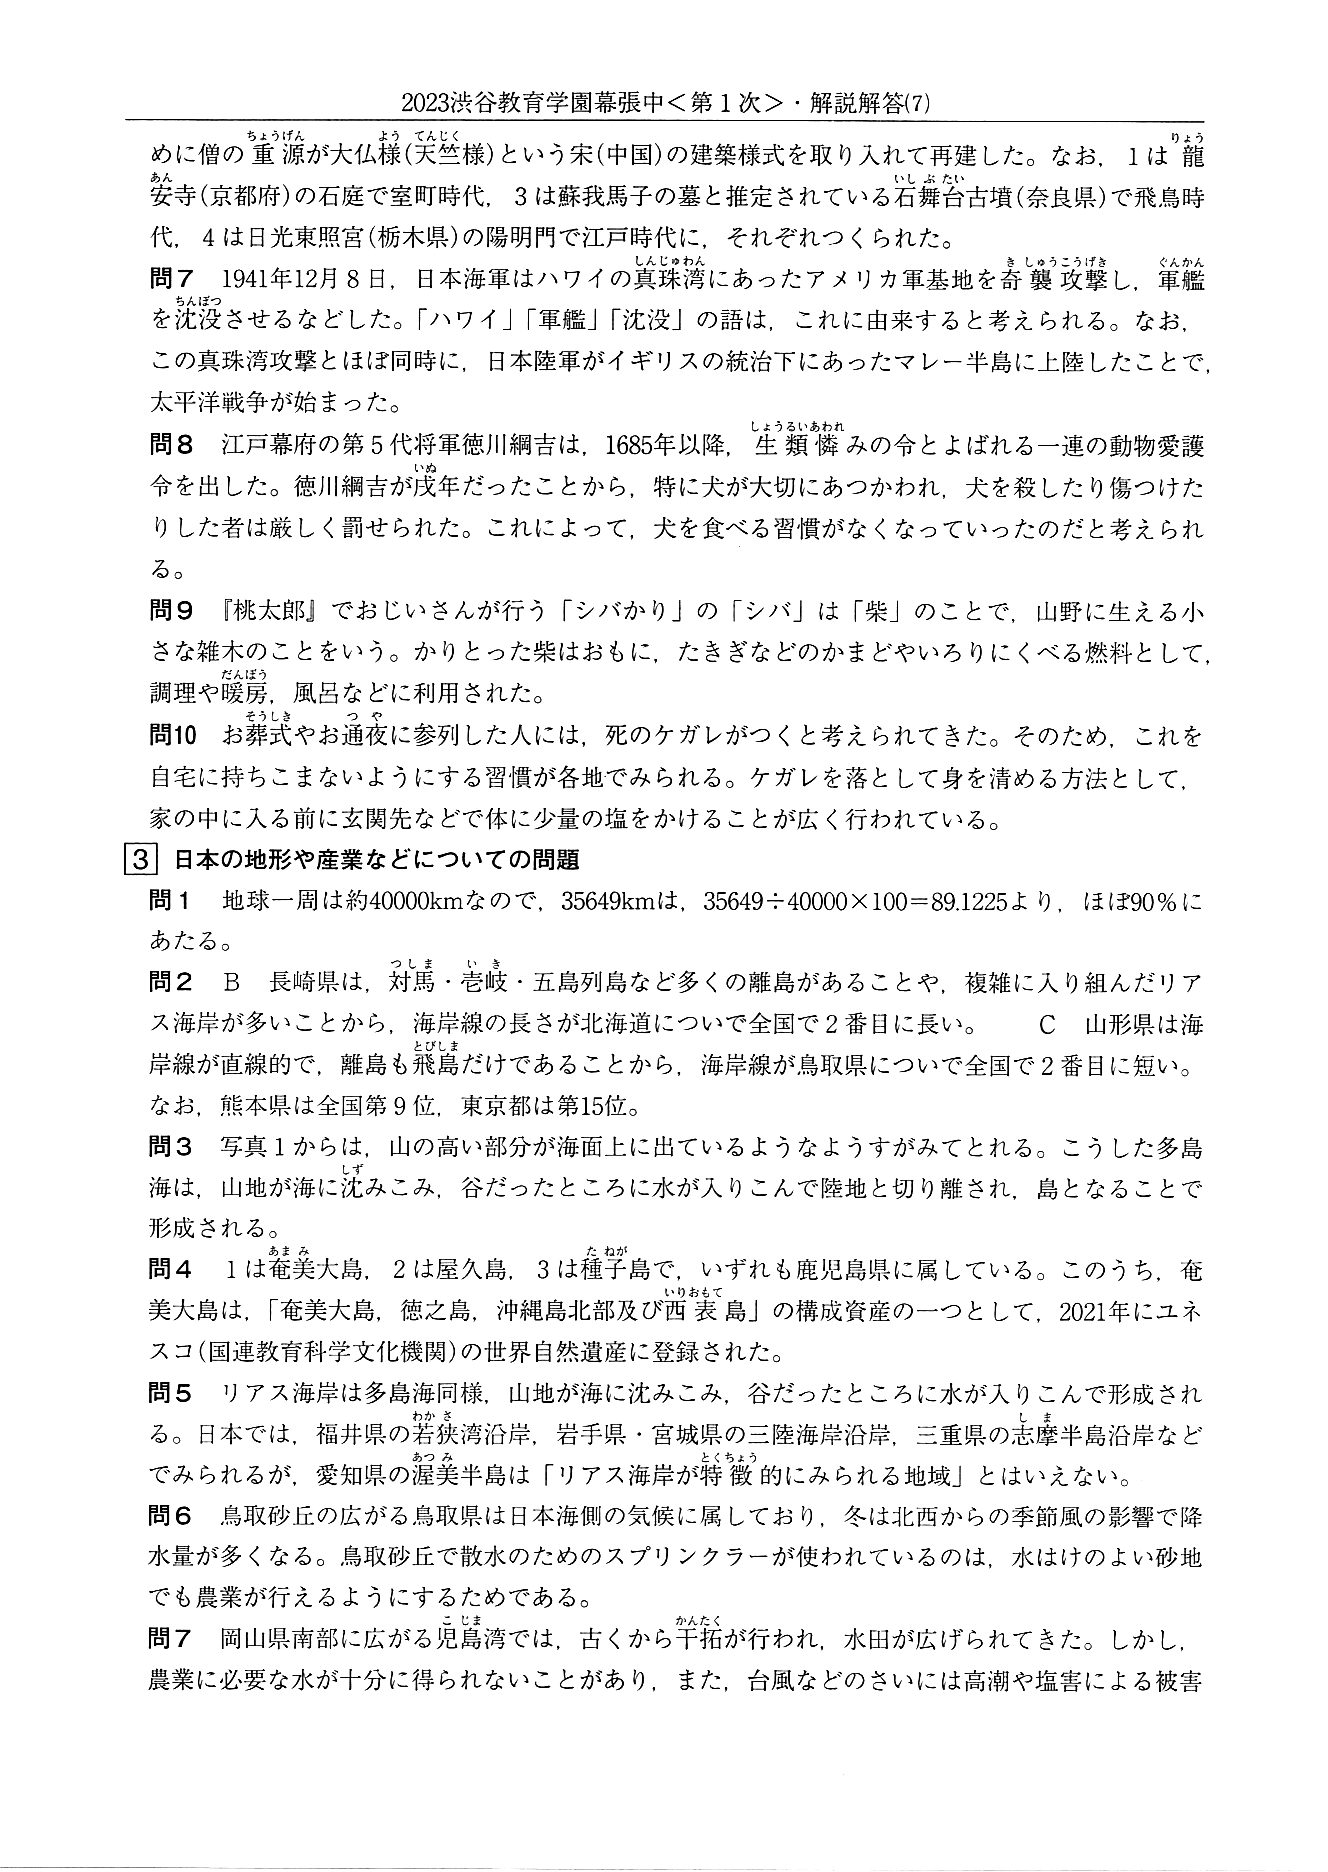 2023渋谷教育学園幕張中＜第１次＞・解説解答(7)
めに僧の重源が大仏様(天竺様)という宋(中国)の建築様式を取り入れて再建した。なお，１は龍
安寺(京都府)の石庭で室町時代，３は蘇我馬子の墓と推定されている石舞台古墳(奈良県)で飛鳥時
代，４は日光東照宮(栃木県)の陽明門で江戸時代に，それぞれつくられた。
問７　1941年12月８日，日本海軍はハワイの真珠湾にあったアメリカ軍基地を奇襲攻撃し，軍艦
を沈没させるなどした。「ハワイ」「軍艦」「沈没」の語は，これに由来すると考えられる。なお，
この真珠湾攻撃とほぼ同時に，日本陸軍がイギリスの統治下にあったマレー半島に上陸したことで，
太平洋戦争が始まった。
問８　江戸幕府の第５代将軍徳川綱吉は，1685年以降，生類憐みの令とよばれる一連の動物愛護
令を出した。徳川綱吉が戌年だったことから，特に犬が大切にあつかわれ，犬を殺したり傷つけた
りした者は厳しく罰せられた。これによって，犬を食べる習慣がなくなっていったのだと考えられ
る。
問９　『桃太郎』でおじいさんが行う「シバかり」の「シバ」は「柴」のことで，山野に生える小
さな雑木のことをいう。かりとった柴はおもに，たきぎなどのかまどやいろりにくべる燃料として，
調理や暖房，風呂などに利用された。
問10　お葬式やお通夜に参列した人には，死のケガレがつくと考えられてきた。そのため，これを
自宅に持ちこまないようにする習慣が各地でみられる。ケガレを落として身を清める方法として，
家の中に入る前に玄関先などで体に少量の塩をかけることが広く行われている。
３　日本の地形や産業などについての問題
問１　地球一周は約40000kmなので，35649kmは，35649÷40000×100＝89.1225より，ほぼ90％に
あたる。
問２　Ｂ　長崎県は，対馬・壱岐・五島列島など多くの離島があることや，複雑に入り組んだリア
ス海岸が多いことから，海岸線の長さが北海道についで全国で２番目に長い。　　Ｃ　山形県は海
岸線が直線的で，離島も飛島だけであることから，海岸線が鳥取県についで全国で２番目に短い。
なお，熊本県は全国第９位，東京都は第15位。
問３　写真１からは，山の高い部分が海面上に出ているようなようすがみてとれる。こうした多島
海は，山地が海に沈みこみ，谷だったところに水が入りこんで陸地と切り離され，島となることで
形成される。
問４　１は奄美大島，２は屋久島，３は種子島で，いずれも鹿児島県に属している。このうち，奄
美大島は，「奄美大島，徳之島，沖縄島北部及び西表島」の構成資産の一つとして，2021年にユネ
スコ(国連教育科学文化機関)の世界自然遺産に登録された。
問５　リアス海岸は多島海同様，山地が海に沈みこみ，谷だったところに水が入りこんで形成され
る。日本では，福井県の若狭湾沿岸，岩手県・宮城県の三陸海岸沿岸，三重県の志摩半島沿岸など
でみられるが，愛知県の渥美半島は「リアス海岸が特徴的にみられる地域」とはいえない。
問６　鳥取砂丘の広がる鳥取県は日本海側の気候に属しており，冬は北西からの季節風の影響で降
水量が多くなる。鳥取砂丘で散水のためのスプリンクラーが使われているのは，水はけのよい砂地
でも農業が行えるようにするためである。
問７　岡山県南部に広がる児島湾では，古くから干拓が行われ，水田が広げられてきた。しかし，
農業に必要な水が十分に得られないことがあり，また，台風などのさいには高潮や塩害による被害